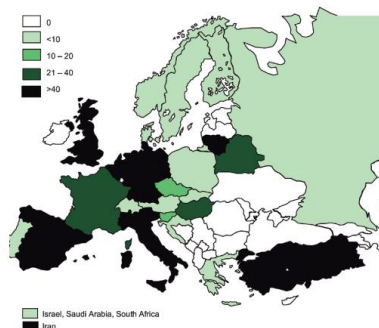 0
<10
10 – 20
21 – 40
>40
Israel, Saudi Arabia, South Africa
Iran